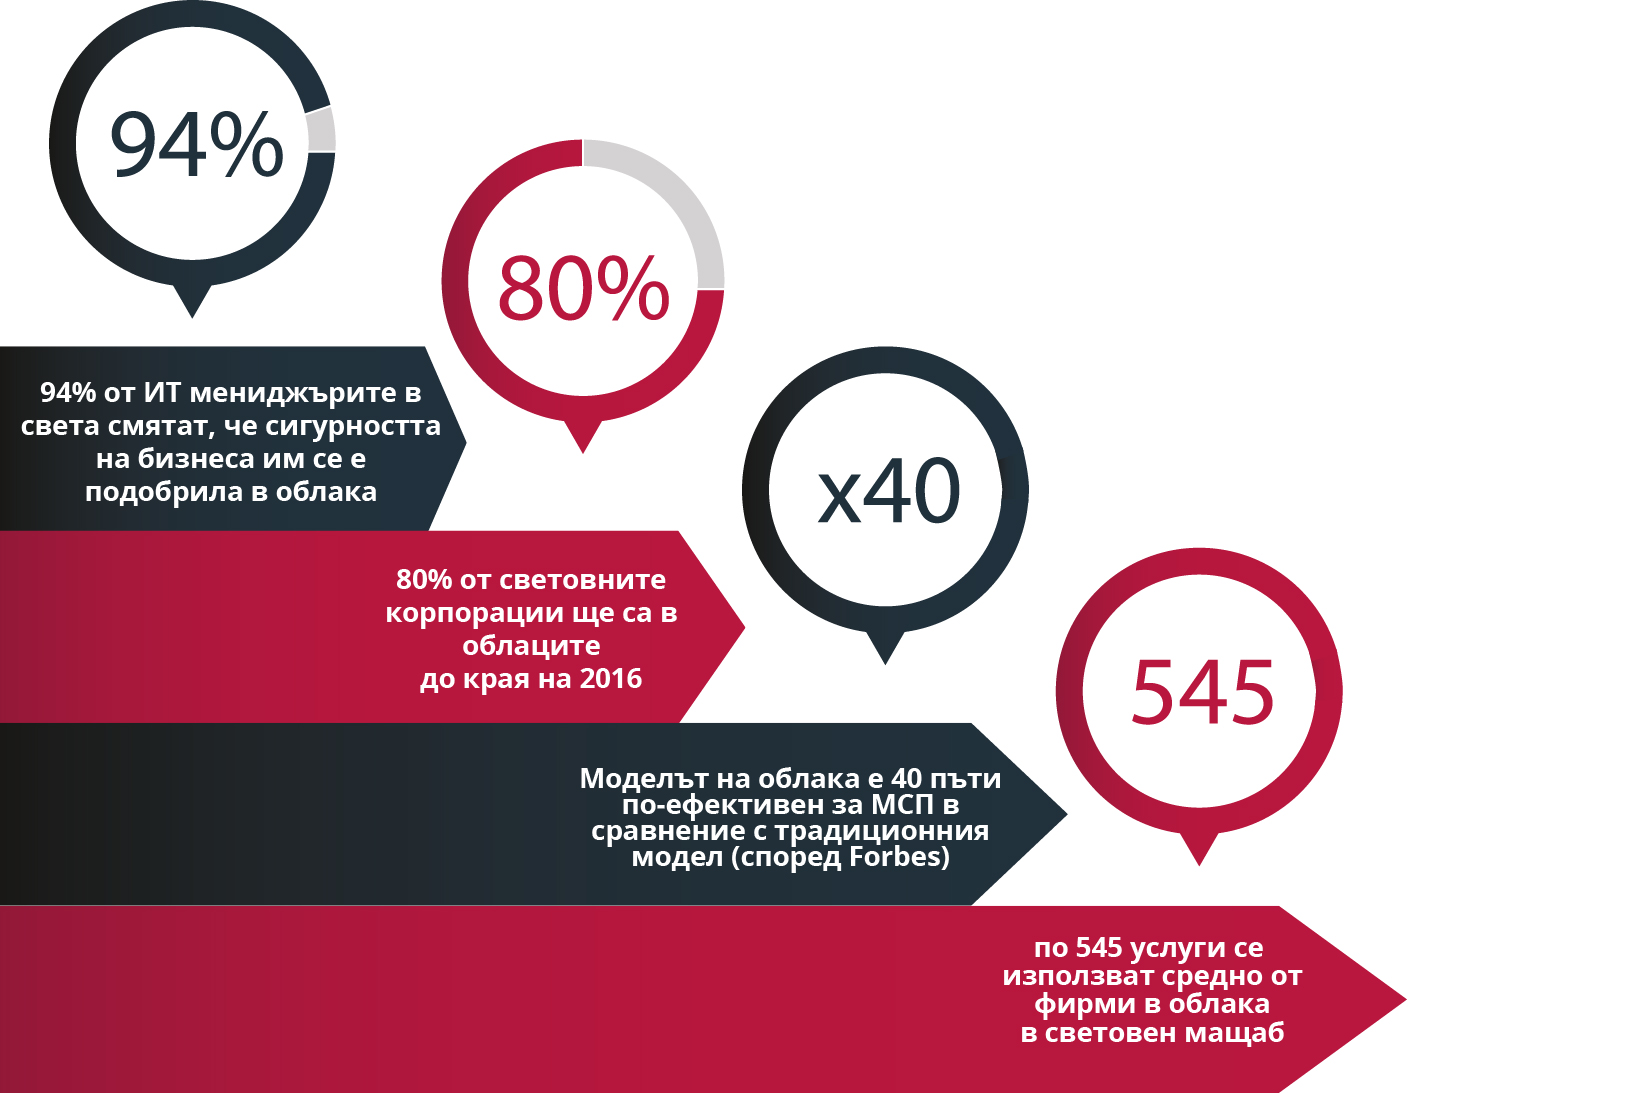 94%
94% от ИТ мениджърите в
света смятат, че сигурността
на бизнеса им се е
подобрила в облака
80%
80% от световните
корпорации ще са в
облаците
до края на 2016
x40
Моделът на облака е 40 пъти
по-ефективен за МСП в
сравнение с традиционния
модел (според Forbes)
545
по 545 услуги се
използват средно от
фирми в облака
в световен мащаб